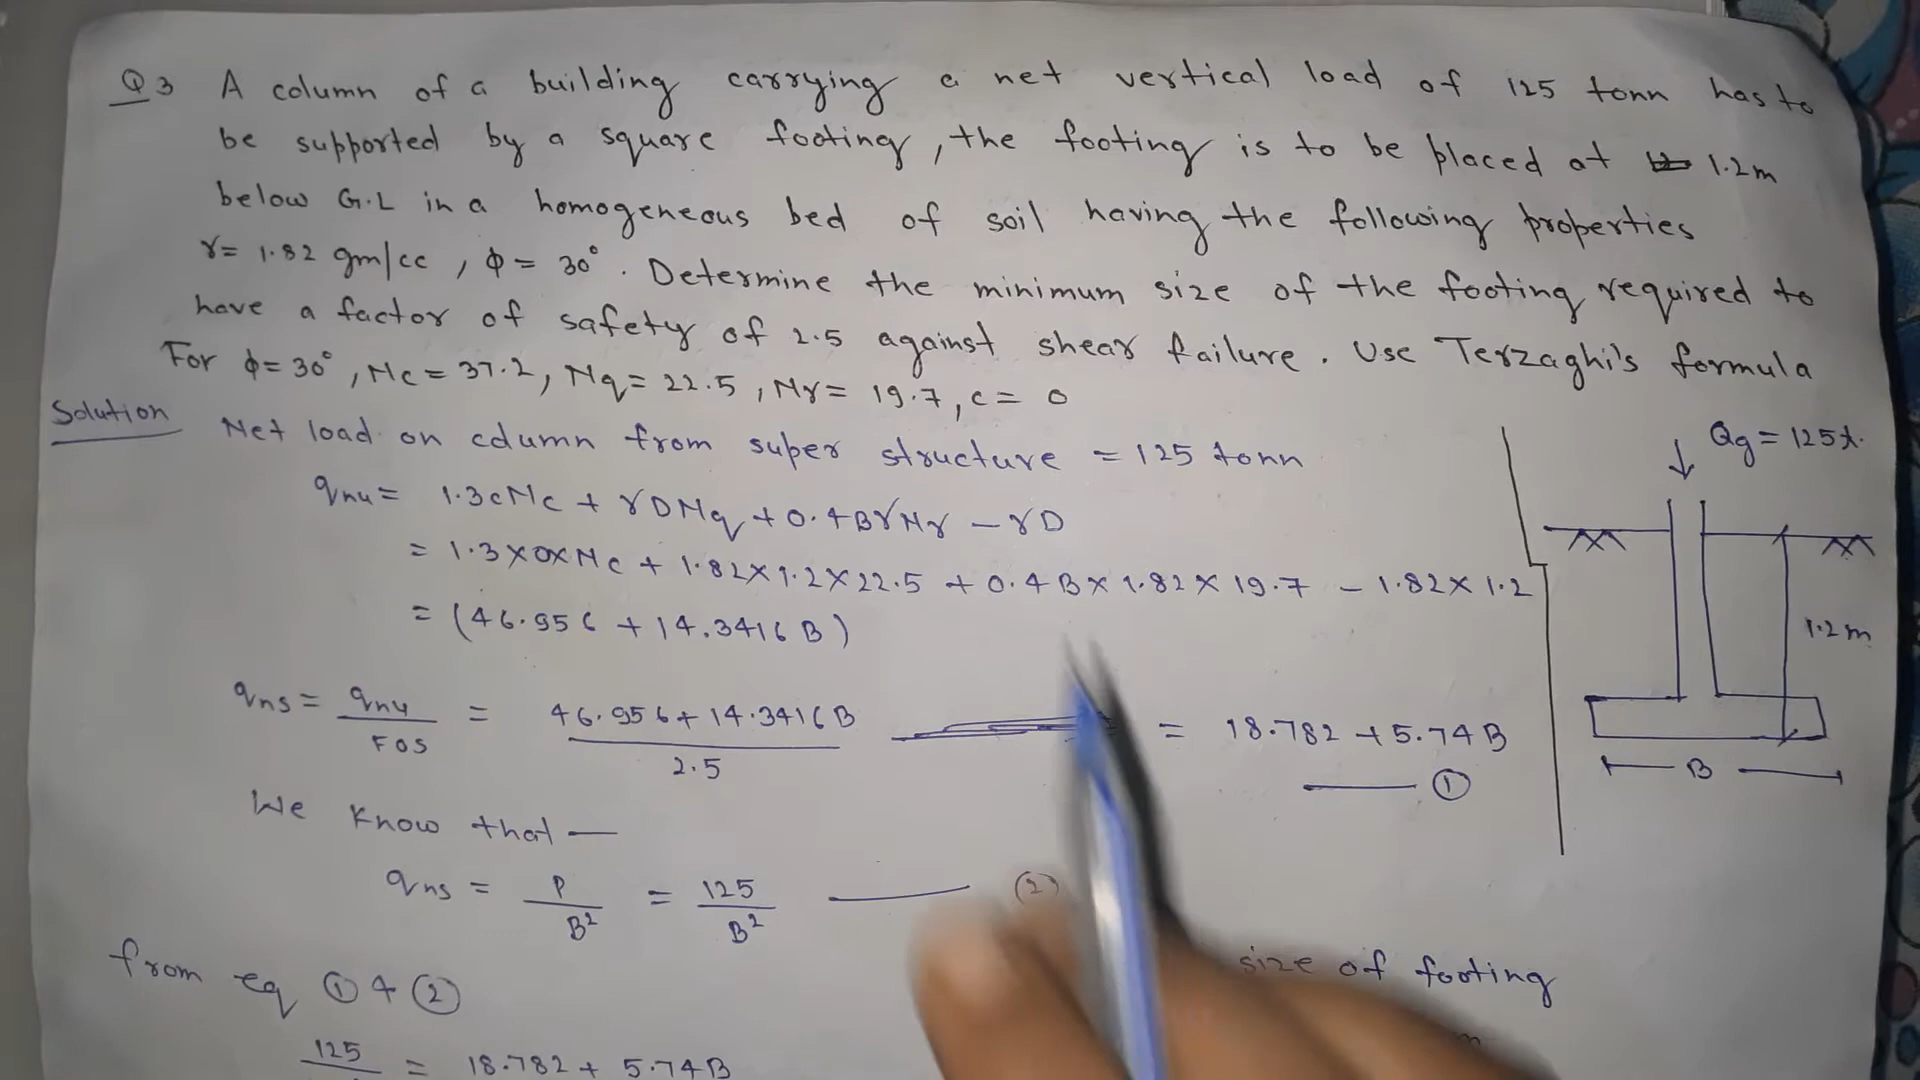 Q3 A column of a building carrying a net vertical load of 125 tonn has to
be supported by a square footing, the footing is to be placed at 1.2m
below G.L in a homogeneous bed of soil having the following properties
γ= 1.82 gm/cc , ϕ = 30° . Determine the minimum size of the footing required to
have a factor of safety of 2.5 against shear failure. Use Terzaghi's formula
For ϕ=30°, Nc = 37.2, Nq = 22.5, Nγ= 19.7, c = 0
Solution Net load on column from super structure = 125 tonn
Qg = 125t.
qnu = 1.3cNc + γDNq + 0.4BγNγ - γD
= 1.3×0×Nc + 1.82×1.2×22.5 + 0.4B×1.82×19.7 - 1.82×1.2
= (46.956 + 14.3416B)
1.2m
qns = qnu/FOS = 46.956+14.3416B/2.5 = 18.782+5.74B
B
①
We know that —
qns = P/B² = 125/B² ②
from eq ① & ② size of footing
125 = 18.782 + 5.74B